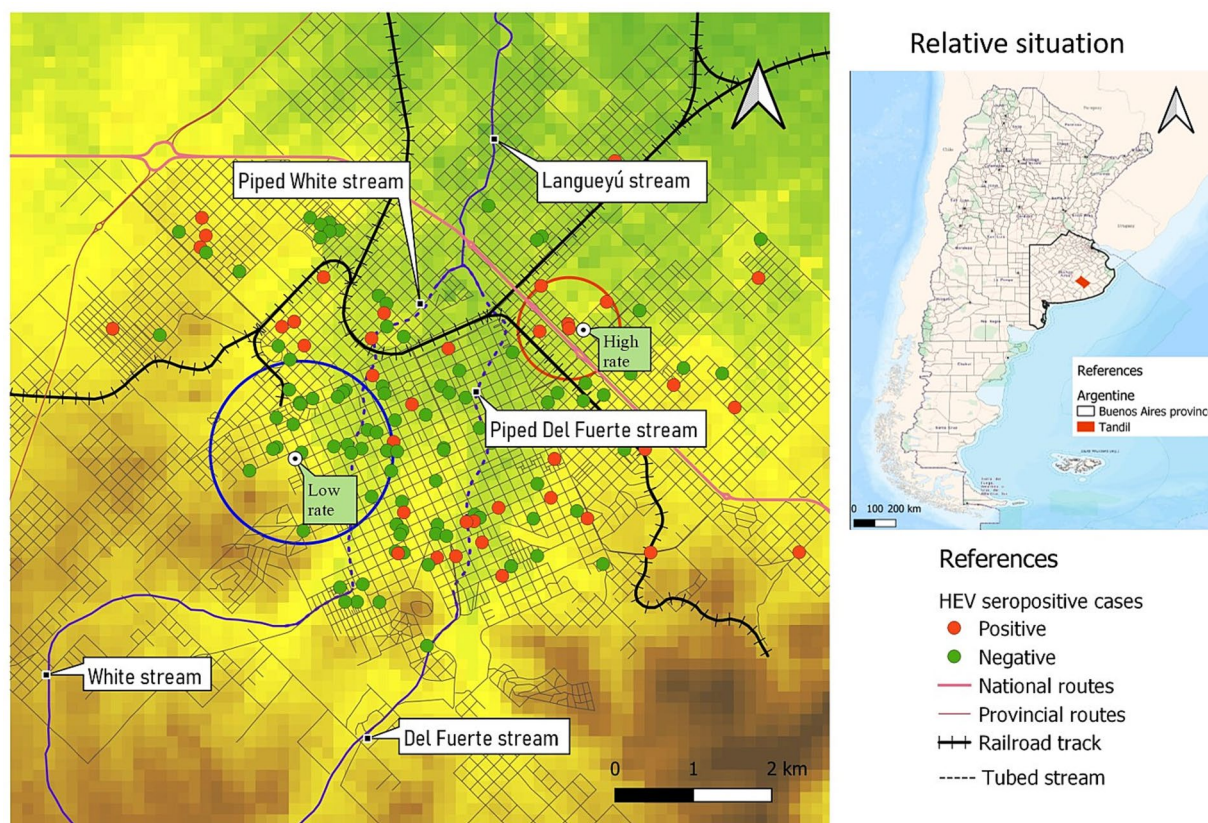 Piped White stream
Langueyú stream
High
rate
Piped Del Fuerte stream
Low
rate
White stream
Del Fuerte stream
0 1 2 km
Relative situation
References
Argentine
Buenos Aires provinc
Tandil
0 100 200 km
References
HEV seropositive cases
Positive
Negative
National routes
Provincial routes
Railroad track
Tubed stream